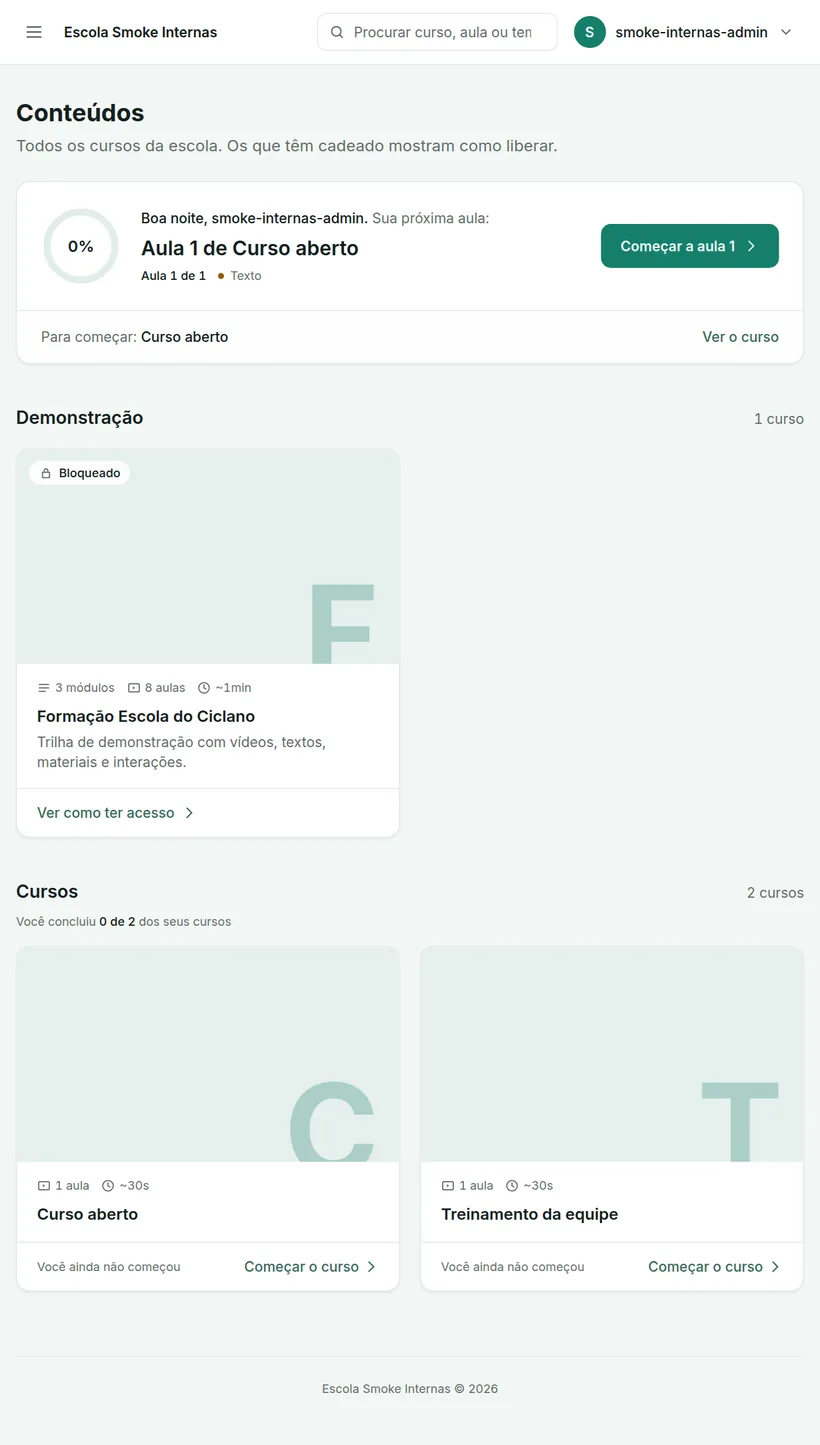 Escola Smoke Internas
Procurar curso, aula ou ten
S
smoke-internas-admin
Conteúdos
Todos os cursos da escola. Os que têm cadeado mostram como liberar.
0%
Boa noite, smoke-internas-admin. Sua próxima aula:
Aula 1 de Curso aberto
Aula 1 de 1 • Texto
Começar a aula 1
Para começar: Curso aberto
Ver o curso
Demonstração
1 curso
Bloqueado
F
3 módulos 8 aulas ~1min
Formação Escola do Ciclano
Trilha de demonstração com vídeos, textos,
materiais e interações.
Ver como ter acesso
Cursos
2 cursos
Você concluiu 0 de 2 dos seus cursos
C
1 aula ~30s
Curso aberto
Você ainda não começou
Começar o curso
T
1 aula ~30s
Treinamento da equipe
Você ainda não começou
Começar o curso
Escola Smoke Internas © 2026